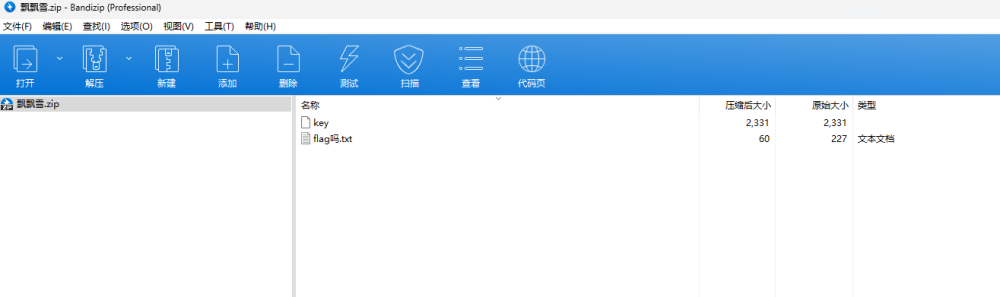 飘飘雪.zip - Bandizip (Professional)
文件(F) 编辑(E) 查找(I) 选项(O) 视图(V) 工具(T) 帮助(H)
打开 解压 新建 添加 删除 测试 扫描 查看 代码页
飘飘雪.zip
名称 压缩后大小 原始大小 类型
key 2,331 2,331
flag吗.txt 60 227 文本文档